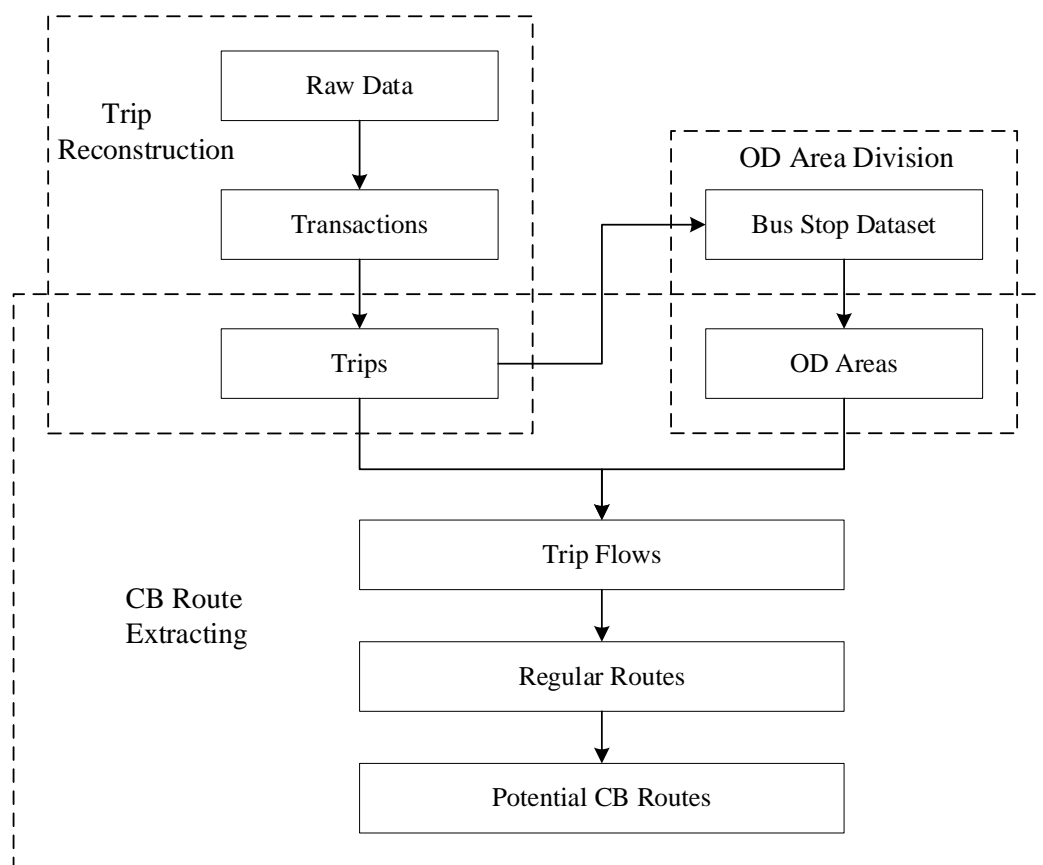 Raw Data
Trip
Reconstruction
OD Area Division
Transactions
Bus Stop Dataset
Trips
OD Areas
Trip Flows
CB Route
Extracting
Regular Routes
Potential CB Routes